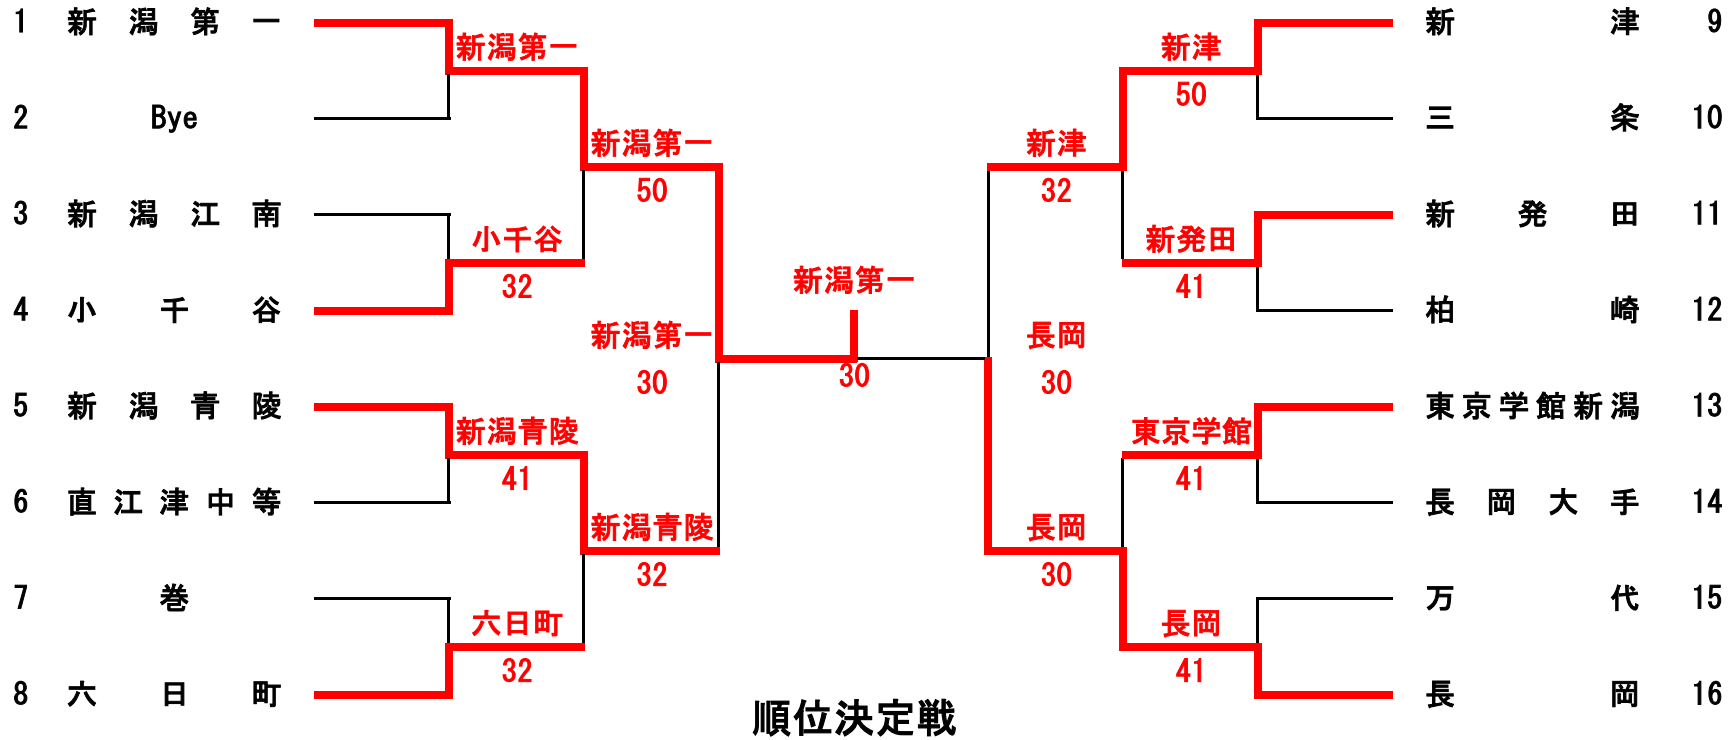 1 新潟第一
新潟第一
2 Bye
新潟第一
50
3 新潟江南
小千谷
32
4 小千谷
新潟第一
30
5 新潟青陵
新潟青陵
41
6 直江津中等
新潟青陵
32
7 巻
六日町
32
8 六日町
新潟第一
30
新津 9
新津
50
三条 10
新津
32
新発田 11
新発田
41
柏崎 12
長岡
30
東京学館新潟 13
東京学館
41
長岡大手 14
長岡
30
万代 15
長岡
41
長岡 16
順位決定戦